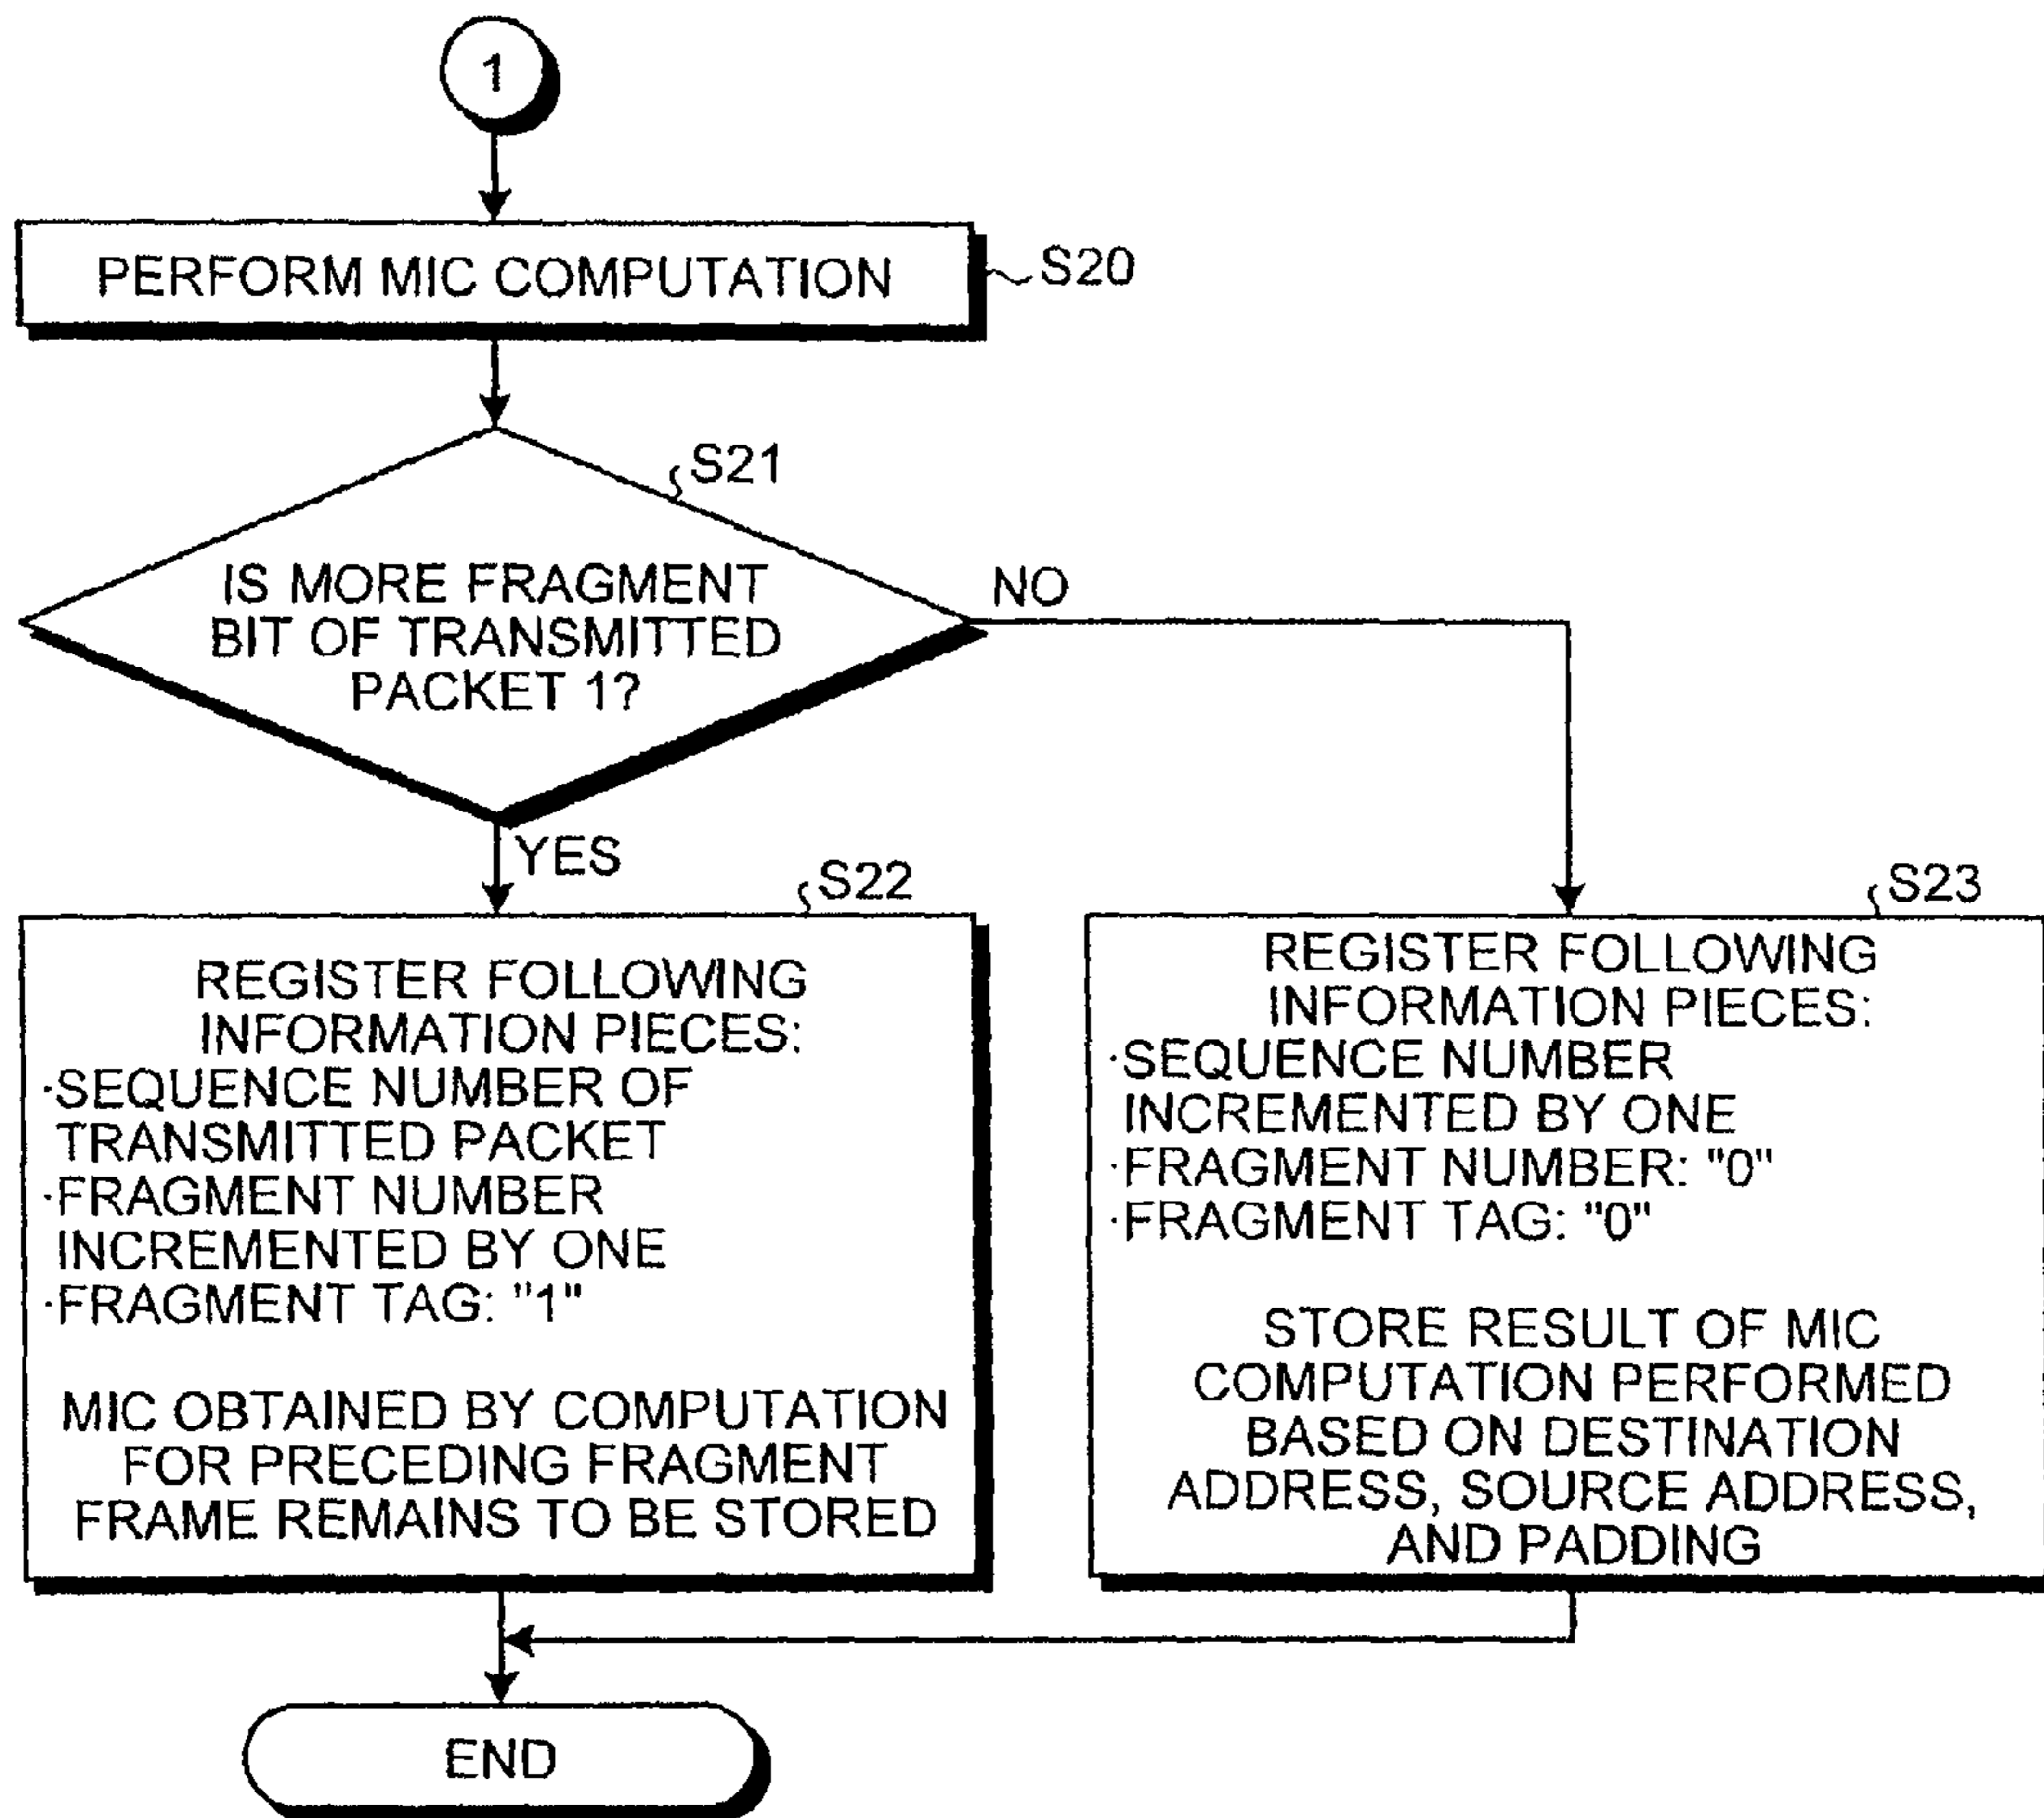 1
PERFORM MIC COMPUTATION
S20
S21
IS MORE FRAGMENT
BIT OF TRANSMITTED
PACKET 1?
NO
YES
S22
REGISTER FOLLOWING
INFORMATION PIECES:
·SEQUENCE NUMBER OF
TRANSMITTED PACKET
·FRAGMENT NUMBER
INCREMENTED BY ONE
·FRAGMENT TAG: "1"
MIC OBTAINED BY COMPUTATION
FOR PRECEDING FRAGMENT
FRAME REMAINS TO BE STORED
S23
REGISTER FOLLOWING
INFORMATION PIECES:
·SEQUENCE NUMBER
INCREMENTED BY ONE
·FRAGMENT NUMBER: "0"
·FRAGMENT TAG: "0"
STORE RESULT OF MIC
COMPUTATION PERFORMED
BASED ON DESTINATION
ADDRESS, SOURCE ADDRESS,
AND PADDING
END